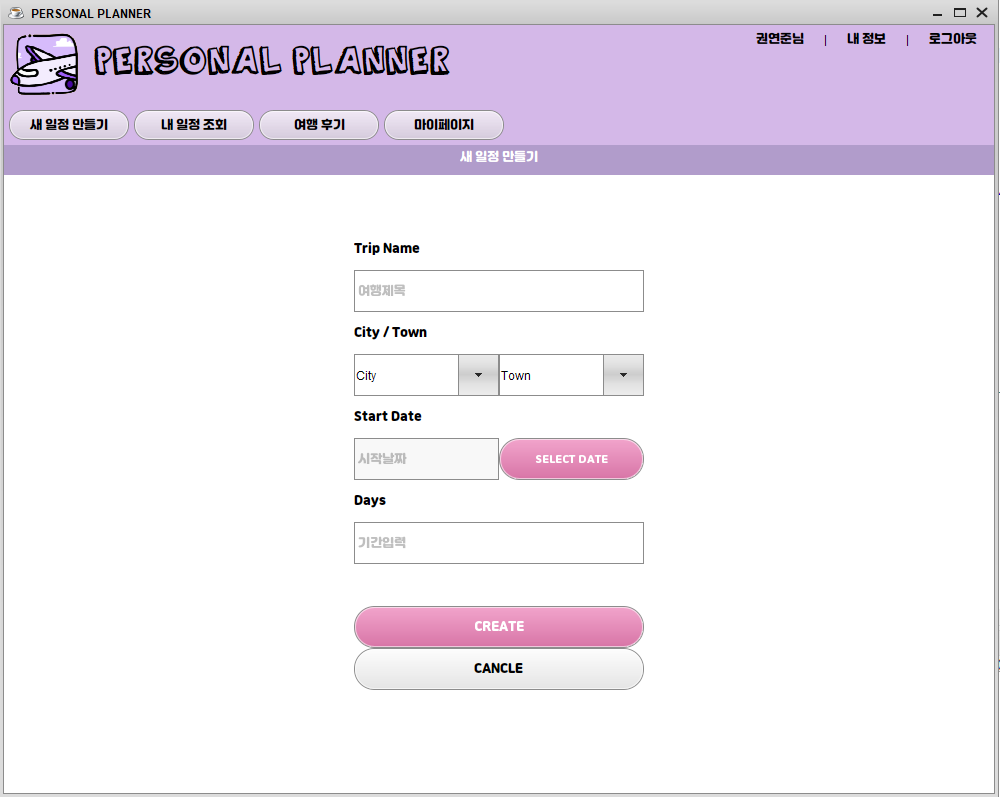 PERSONAL PLANNER
PERSONAL PLANNER
권연준님 | 내 정보 | 로그아웃
새 일정 만들기 내 일정 조회 여행 후기 마이페이지
새 일정 만들기
Trip Name
여행제목
City / Town
City Town
Start Date
시작날짜 SELECT DATE
Days
기간입력
CREATE
CANCLE